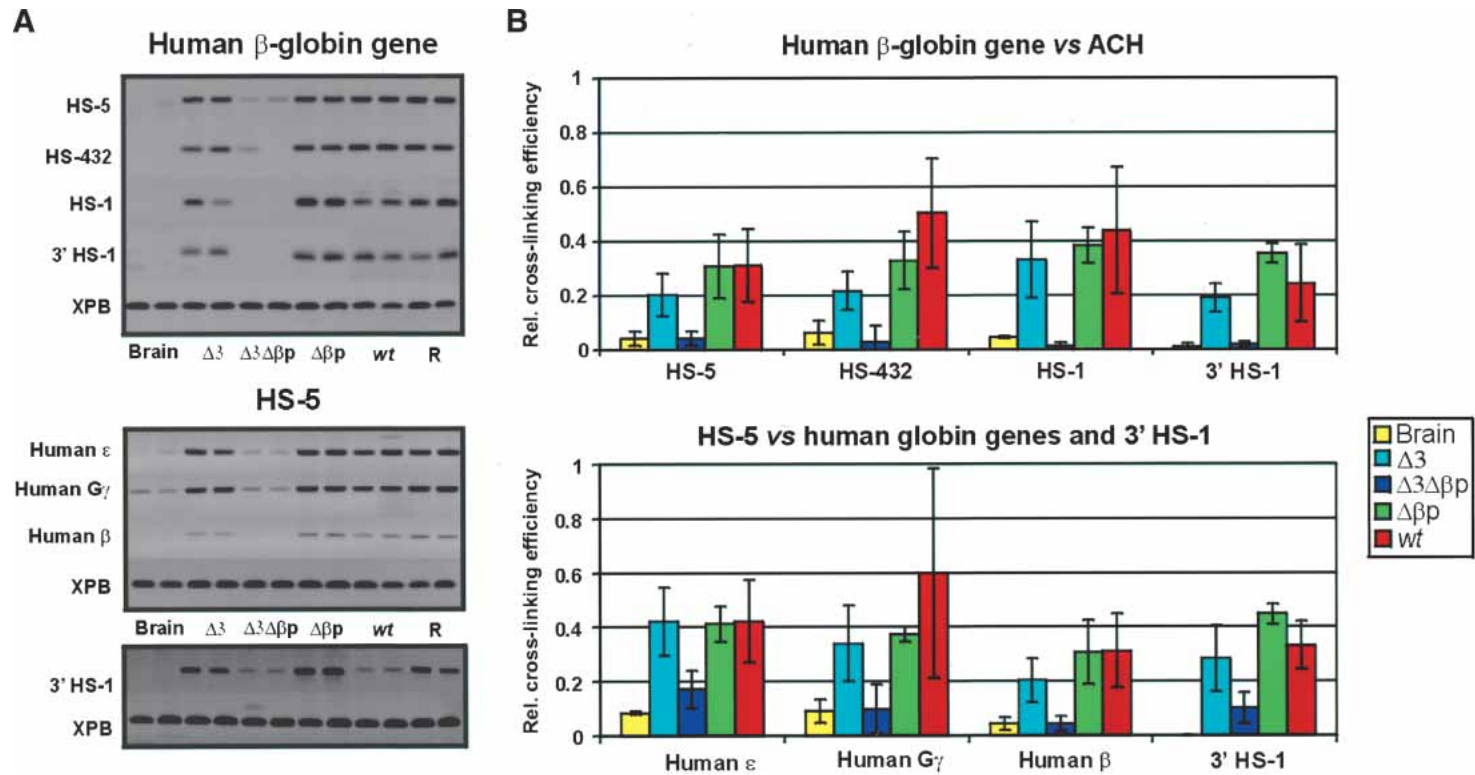 A
Human β-globin gene
HS-5
HS-432
HS-1
3' HS-1
XPB
Brain Δ3 Δ3Δβp Δβp wt R
HS-5
Human ε
Human Gγ
Human β
XPB
Brain Δ3 Δ3Δβp Δβp wt R
3' HS-1
XPB
B
Human β-globin gene vs ACH
Rel. cross-linking efficiency
1
0.8
0.6
0.4
0.2
0
HS-5 HS-432 HS-1 3' HS-1
HS-5 vs human globin genes and 3' HS-1
Rel. cross-linking efficiency
1
0.8
0.6
0.4
0.2
0
Human ε Human Gγ Human β 3' HS-1
Brain
Δ3
Δ3Δβp
Δβp
wt